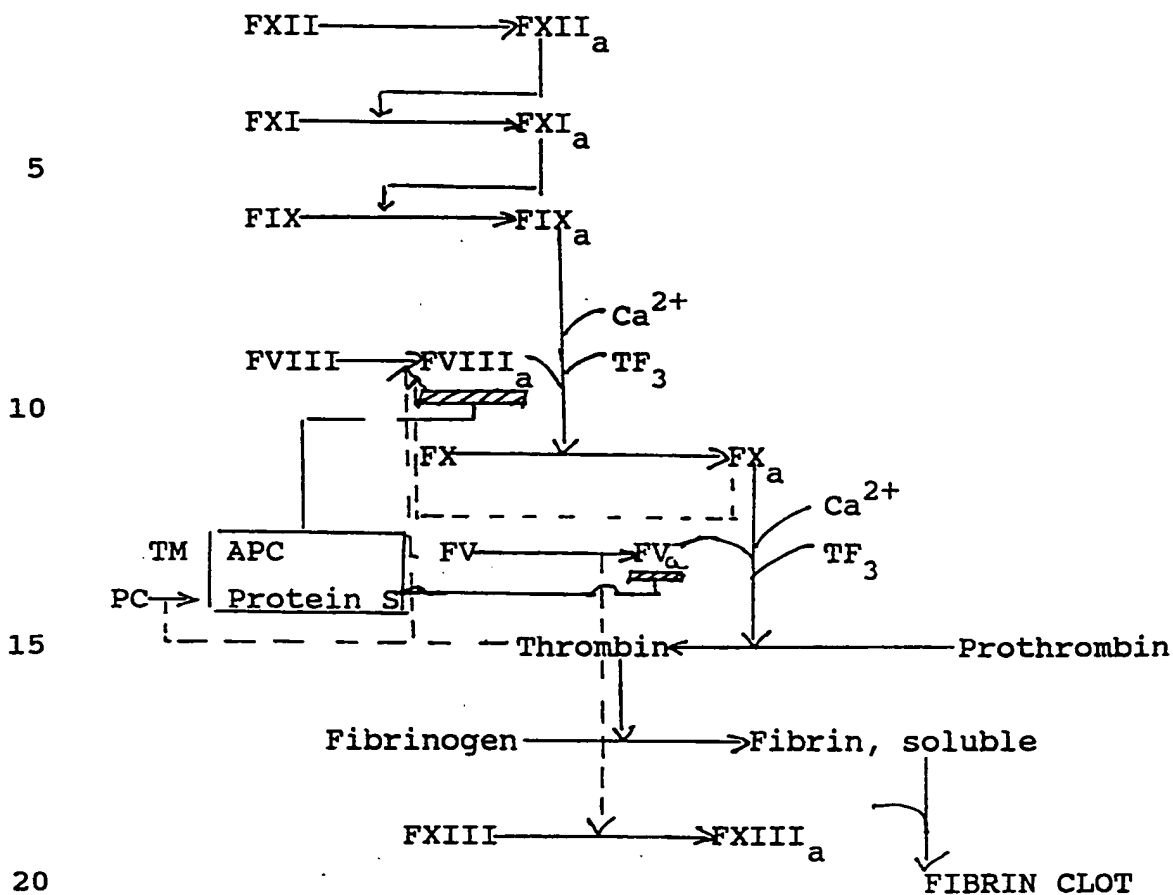 FXII FXIIa
FXI FXIa
5
FIX FIXa
Ca2+
FVIII FVIIIa TF3
10
FX FXa
Ca2+
TM APC FV FVa TF3
PC Protein S
15 Thrombin Prothrombin
Fibrinogen Fibrin, soluble
FXIII FXIIIa
20 FIBRIN CLOT